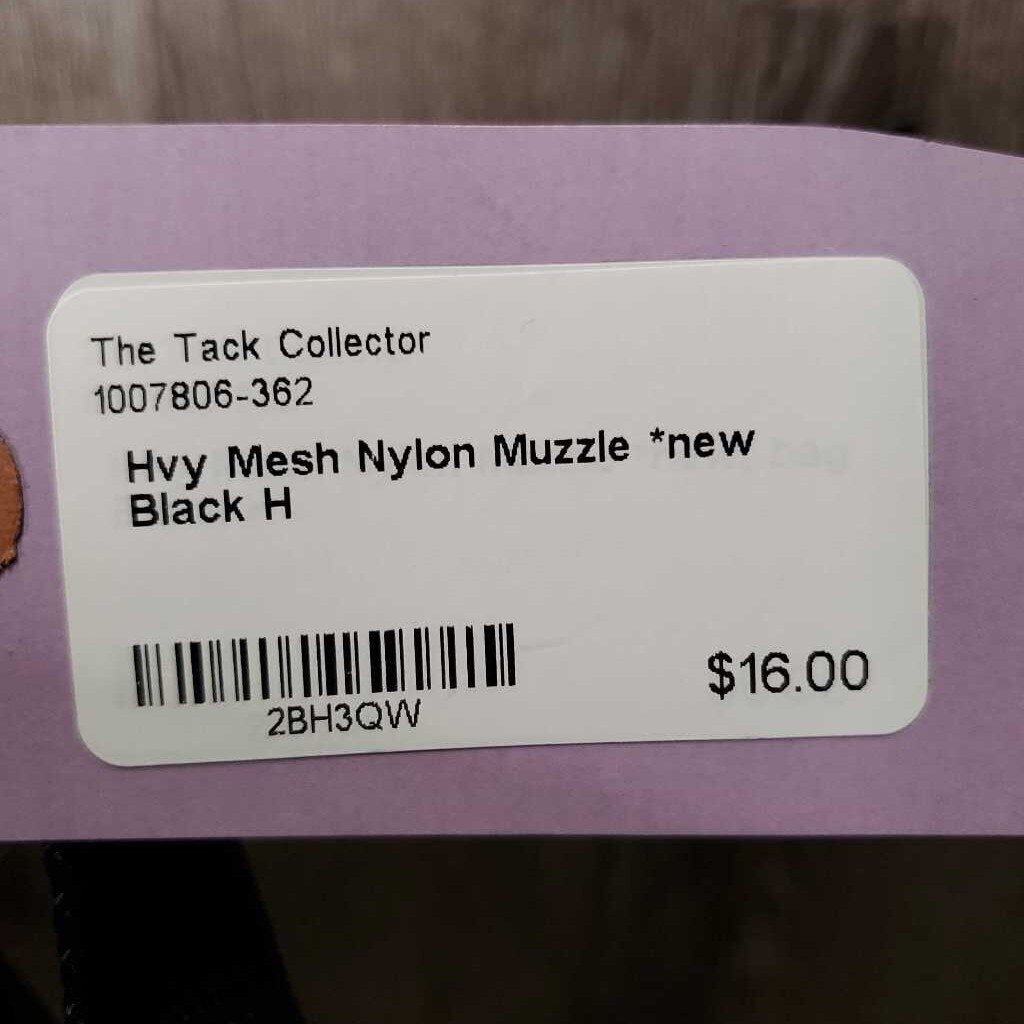 The Tack Collector
1007806-362
Hvy Mesh Nylon Muzzle *new
Black H
2BH3QW
$16.00